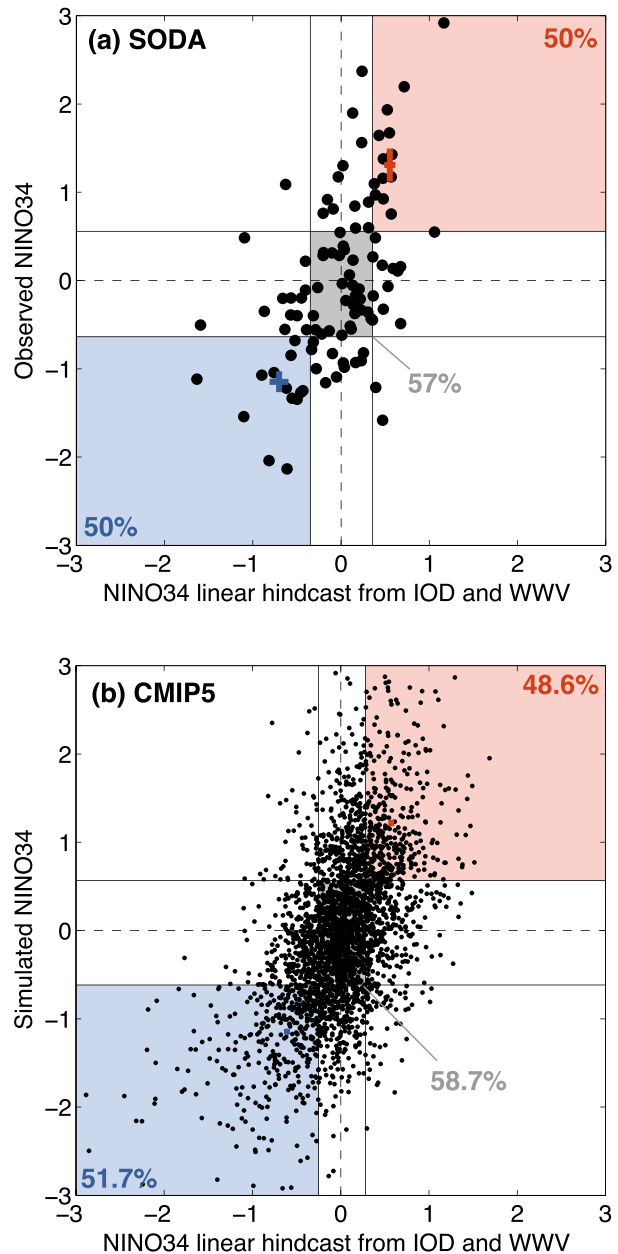 (a) SODA
50%
3
2
1
0
−1
−2
−3
Observed NINO34
57%
50%
−3 −2 −1 0 1 2 3
NINO34 linear hindcast from IOD and WWV
(b) CMIP5
48.6%
3
2
1
0
−1
−2
−3
Simulated NINO34
58.7%
51.7%
−3 −2 −1 0 1 2 3
NINO34 linear hindcast from IOD and WWV